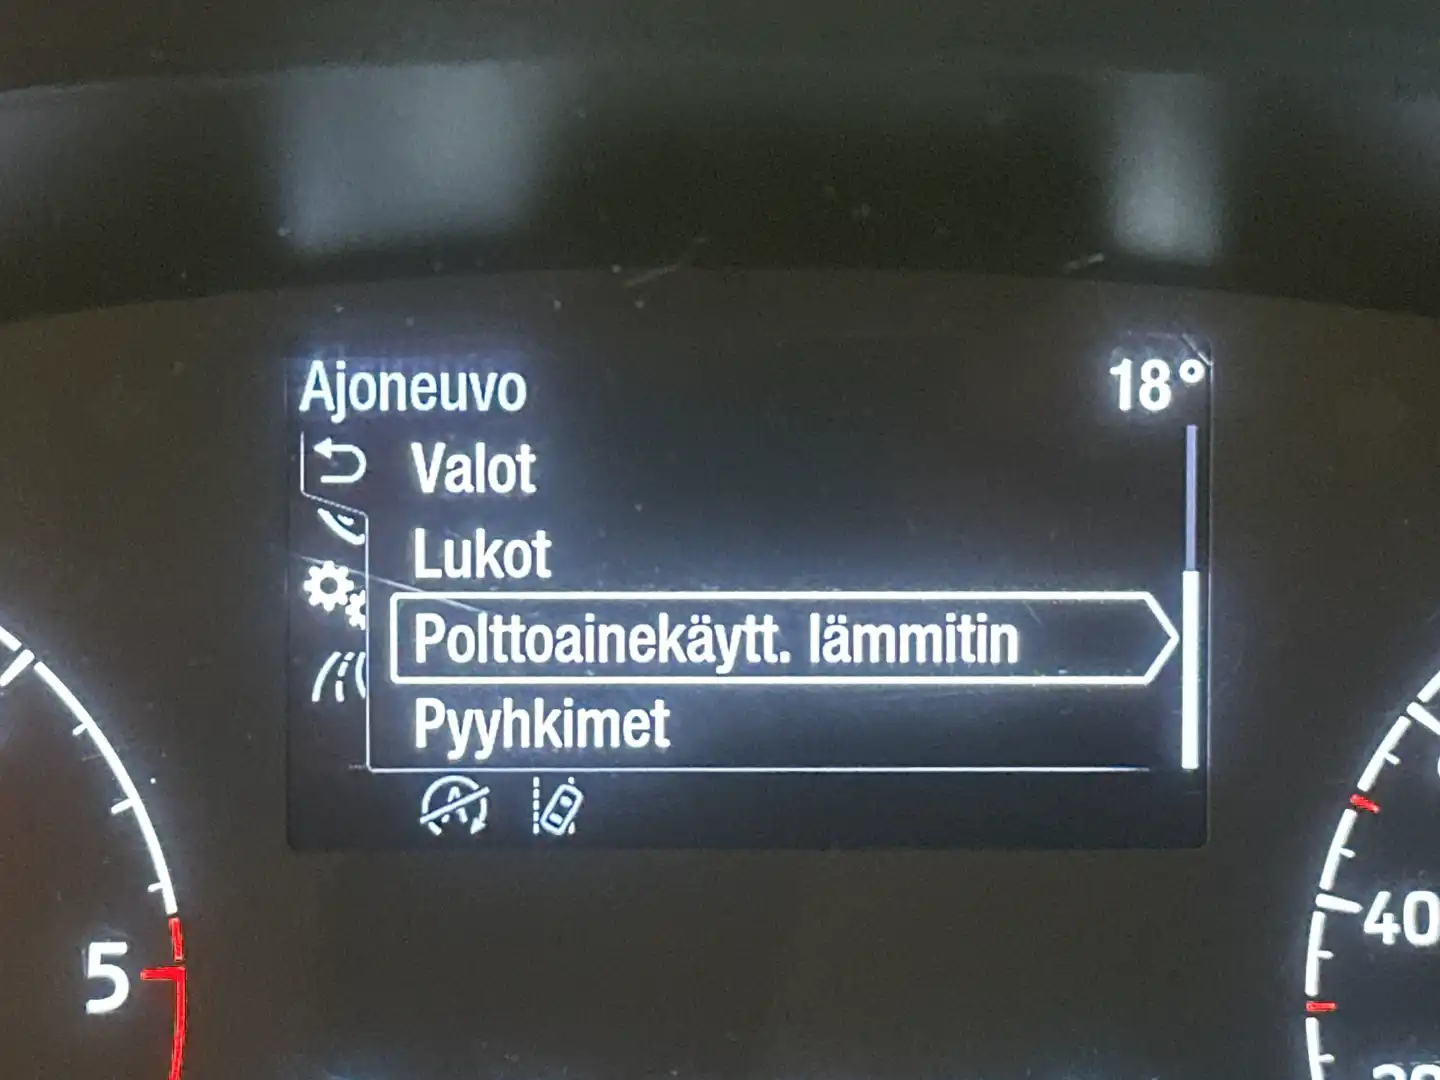 Ajoneuvo 18°
Valot
Lukot
Polttoainekäytt. lämmitin
Pyyhkimet
5
40